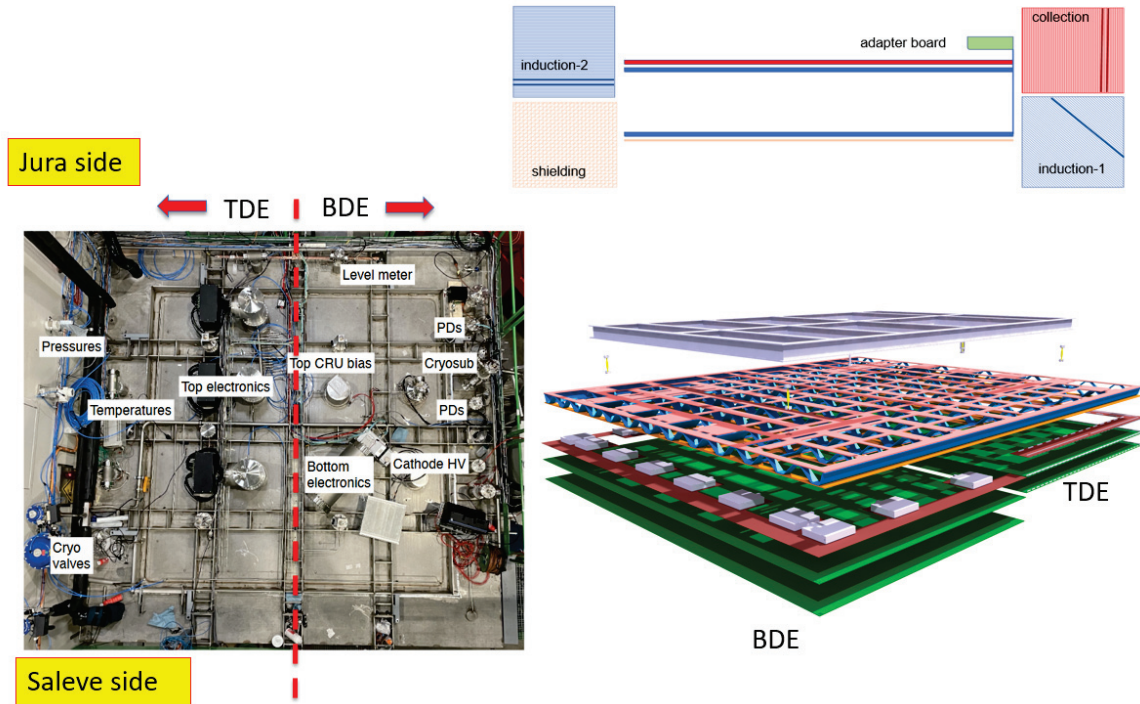 collection
adapter board
induction-2
shielding
induction-1
Jura side
TDE
BDE
Level meter
PDs
Pressures
Top CRU bias
Cryosub
Top electronics
Temperatures
PDs
Bottom
electronics
Cathode HV
Cryo
valves
TDE
BDE
Saleve side